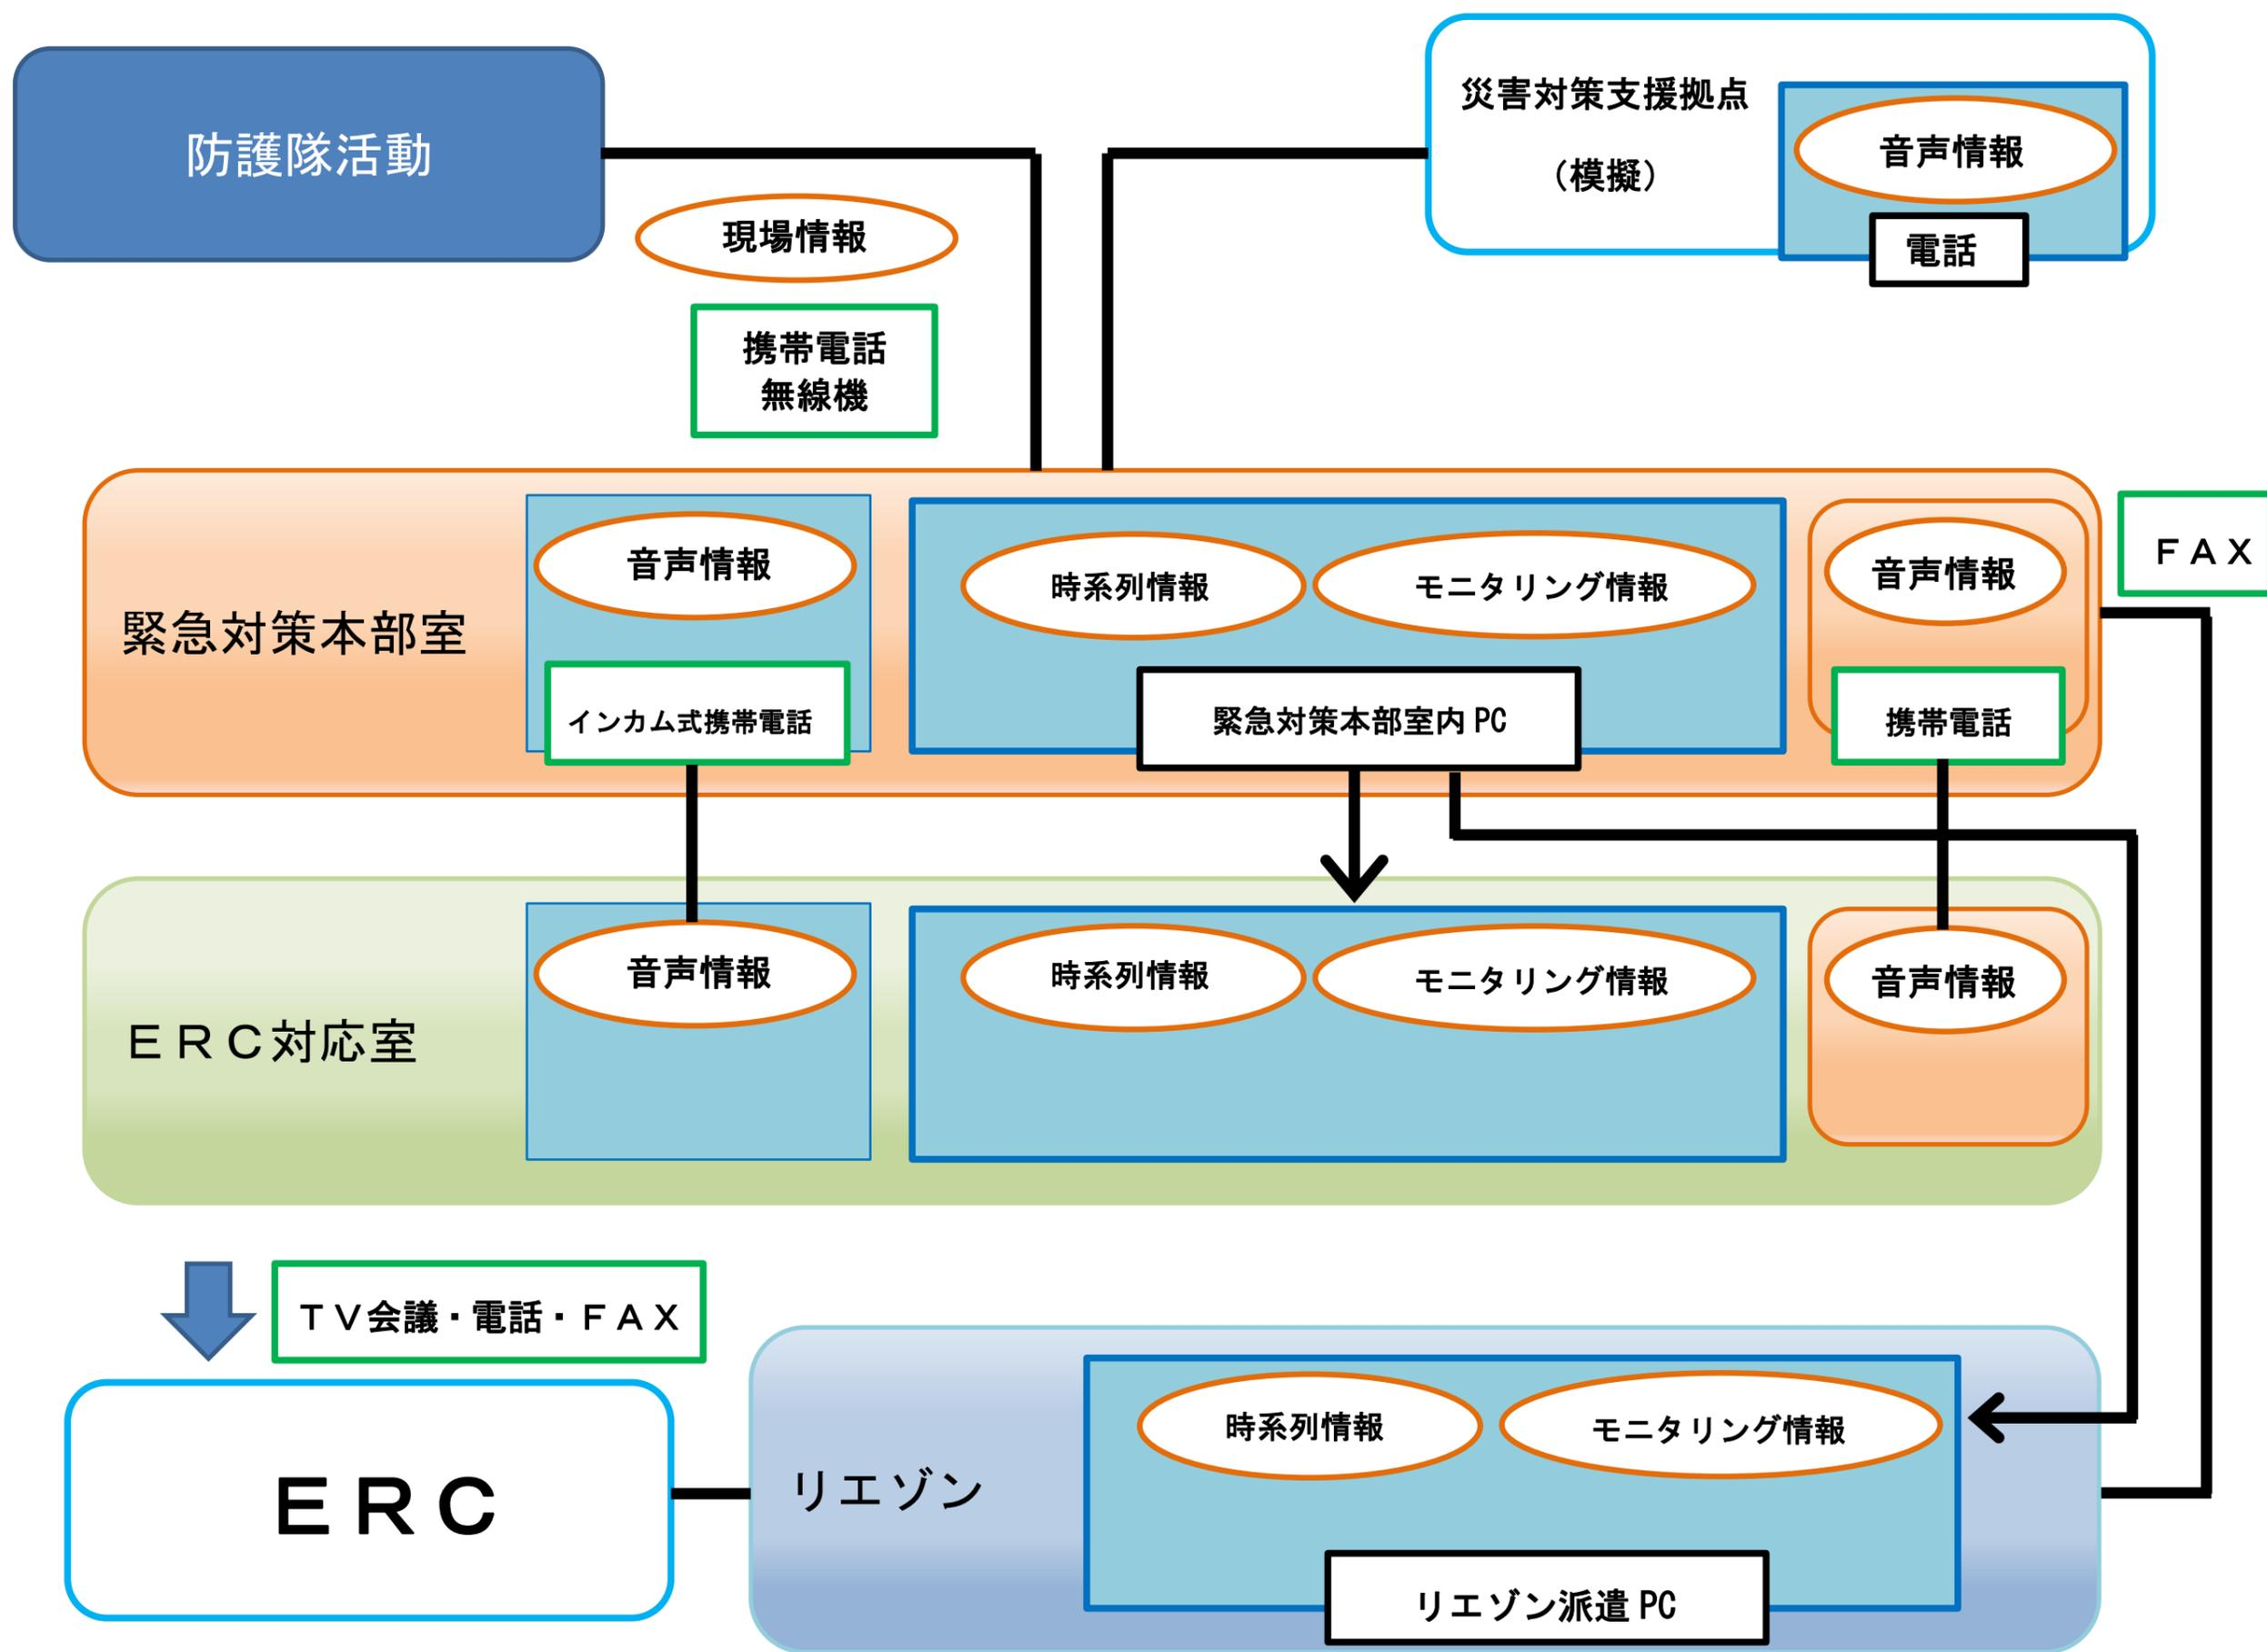 防護隊活動
災害対策支援拠点
（模擬）
音声情報
電話
現場情報
携帯電話
無線機
緊急対策本部室
音声情報
インカム式携帯電話
時系列情報
モニタリング情報
緊急対策本部室内 PC
音声情報
携帯電話
ＦＡＸ
ＥＲＣ対応室
音声情報
時系列情報
モニタリング情報
音声情報
ＴＶ会議・電話・ＦＡＸ
ＥＲＣ
リエゾン
時系列情報
モニタリング情報
リエゾン派遣 PC